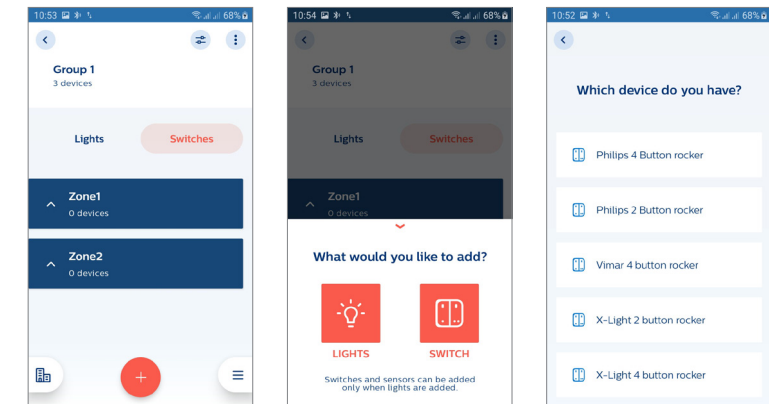 10:53 68%
Group 1
3 devices
Lights Switches
Zone1
0 devices
Zone2
0 devices
10:54 68%
Group 1
3 devices
Lights Switches
Zone1
0 devices
What would you like to add?
LIGHTS SWITCH
Switches and sensors can be added
only when lights are added.
10:52 68%
Which device do you have?
Philips 4 Button rocker
Philips 2 Button rocker
Vimar 4 button rocker
X-Light 2 button rocker
X-Light 4 button rocker